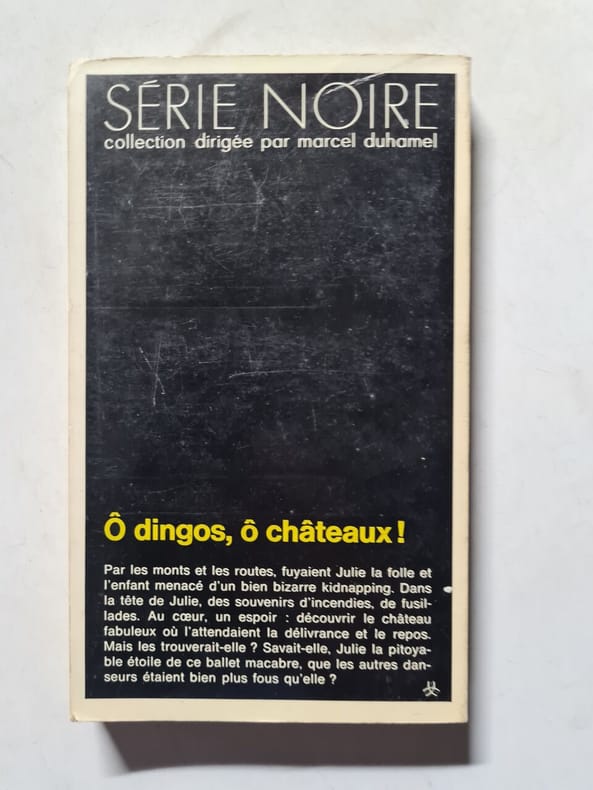 SÉRIE NOIRE
collection dirigée par marcel duhamel
Ô dingos, ô châteaux !
Par les monts et les routes, fuyaient Julie la folle et
l'enfant menacé d'un bien bizarre kidnapping. Dans
la tête de Julie, des souvenirs d'incendies, de fusil-
lades. Au cœur, un espoir : découvrir le château
fabuleux où l'attendaient la délivrance et le repos.
Mais les trouverait-elle ? Savait-elle, Julie la pitoya-
ble étoile de ce ballet macabre, que les autres dan-
seurs étaient bien plus fous qu'elle ?